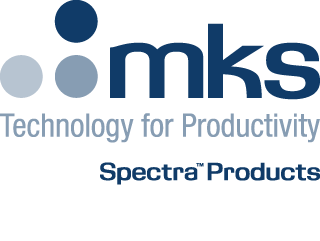 mks
Technology for Productivity
Spectra™ Products